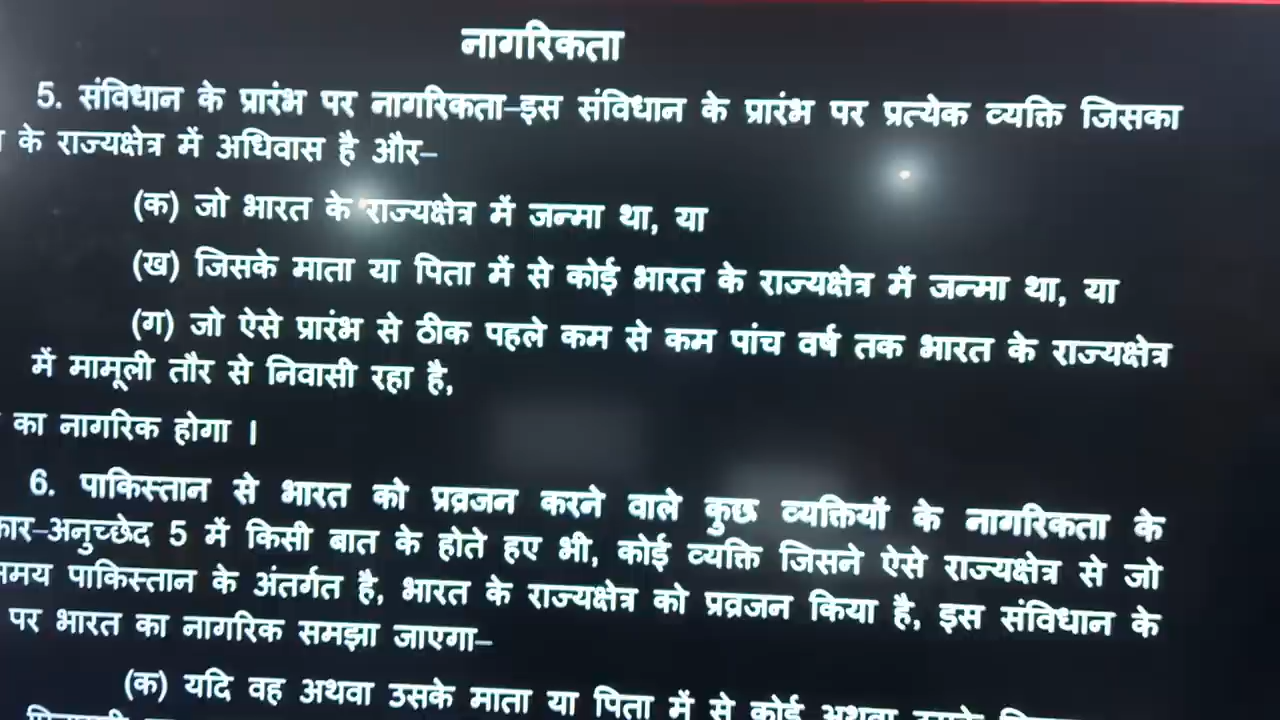 नागरिकता
5. संविधान के प्रारंभ पर नागरिकता–इस संविधान के प्रारंभ पर प्रत्येक व्यक्ति जिसका
के राज्यक्षेत्र में अधिवास है और–
(क) जो भारत के राज्यक्षेत्र में जन्मा था, या
(ख) जिसके माता या पिता में से कोई भारत के राज्यक्षेत्र में जन्मा था, या
(ग) जो ऐसे प्रारंभ से ठीक पहले कम से कम पांच वर्ष तक भारत के राज्यक्षेत्र
में मामूली तौर से निवासी रहा है,
का नागरिक होगा ।
6. पाकिस्तान से भारत को प्रव्रजन करने वाले कुछ व्यक्तियों के नागरिकता के
अनुच्छेद 5 में किसी बात के होते हए भी, कोई व्यक्ति जिसने ऐसे राज्यक्षेत्र से जो
पाकिस्तान के अंतर्गत है, भारत के राज्यक्षेत्र को प्रव्रजन किया है, इस संविधान के
पर भारत का नागरिक समझा जाएगा–
(क) यदि वह अथवा उसके माता या पिता में से कोई अथवा